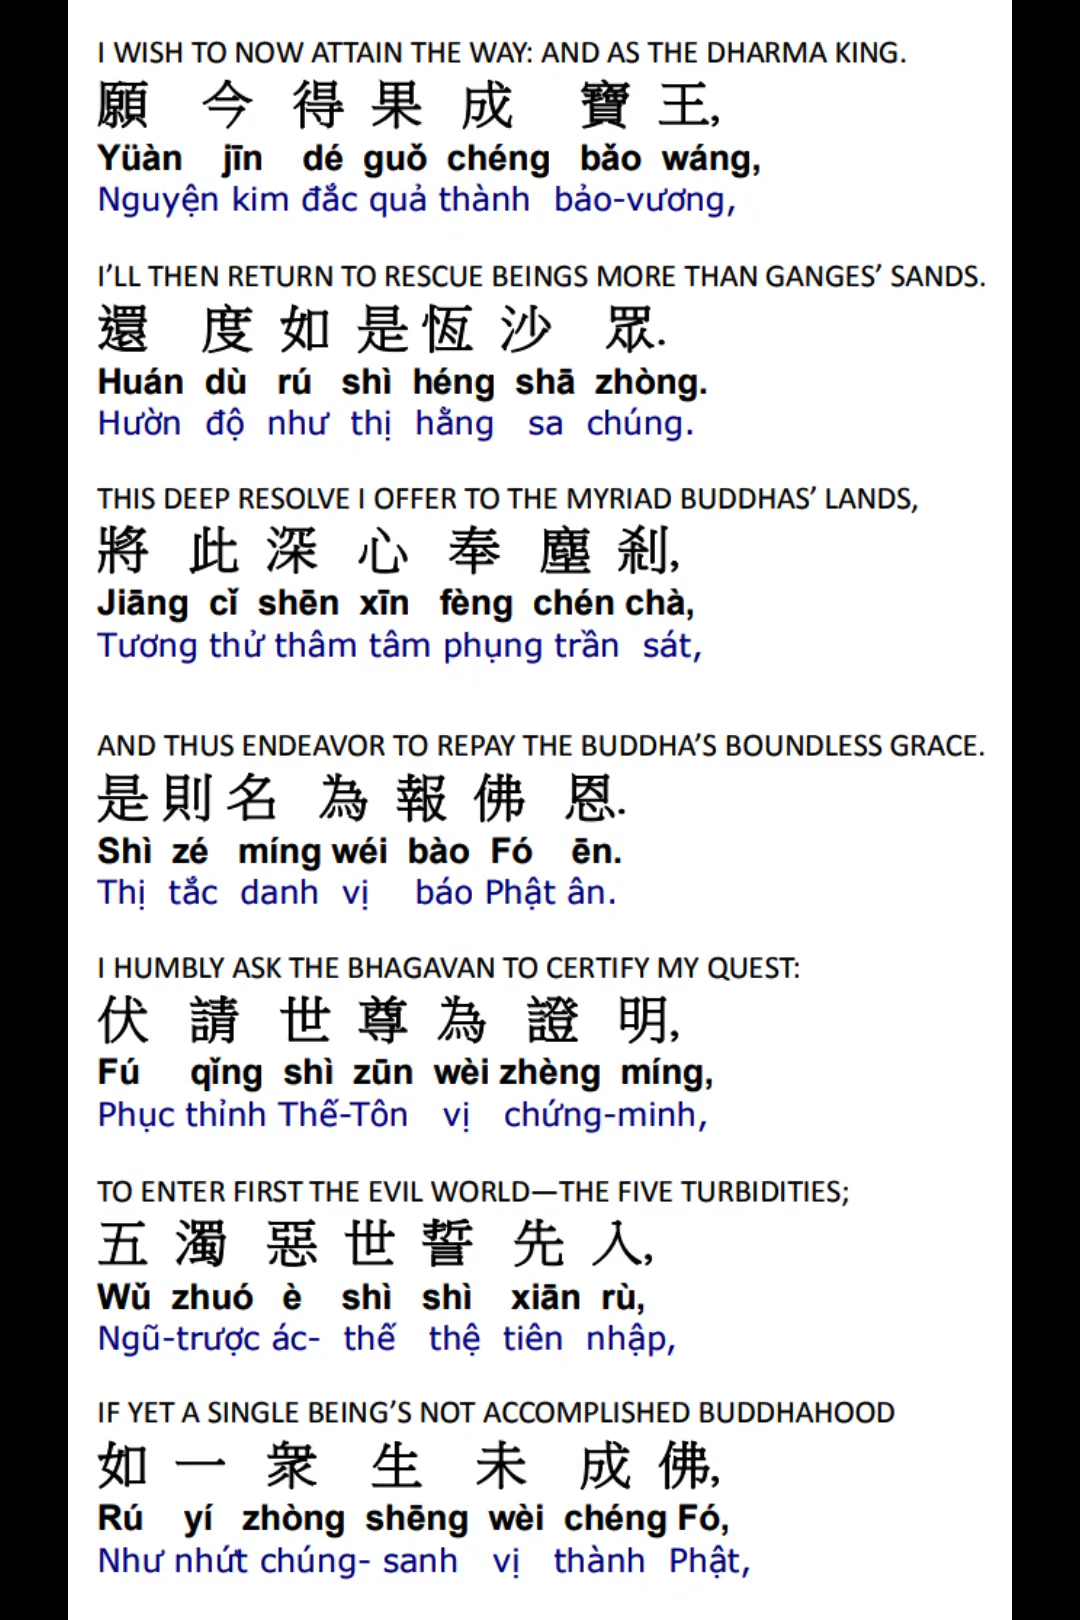 I WISH TO NOW ATTAIN THE WAY: AND AS THE DHARMA KING.
願 今 得 果 成 寶 王,
Yüàn jīn dé guǒ chéng bǎo wáng,
Nguyện kim đắc quả thành bảo-vương,
I’LL THEN RETURN TO RESCUE BEINGS MORE THAN GANGES’ SANDS.
還 度 如 是 恆 沙 眾.
Huán dù rú shì héng shā zhòng.
Hườn độ như thị hằng sa chúng.
THIS DEEP RESOLVE I OFFER TO THE MYRIAD BUDDHAS’ LANDS,
將 此 深 心 奉 塵 剎,
Jiāng cǐ shēn xīn fèng chén chà,
Tương thử thâm tâm phụng trần sát,
AND THUS ENDEAVOR TO REPAY THE BUDDHA’S BOUNDLESS GRACE.
是 則 名 為 報 佛 恩.
Shì zé míng wéi bào Fó ēn.
Thị tắc danh vị báo Phật ân.
I HUMBLY ASK THE BHAGAVAN TO CERTIFY MY QUEST:
伏 請 世 尊 為 證 明,
Fú qǐng shì zūn wèi zhèng míng,
Phục thỉnh Thế-Tôn vị chứng-minh,
TO ENTER FIRST THE EVIL WORLD—THE FIVE TURBIDITIES;
五 濁 惡 世 誓 先 入,
Wǔ zhuó è shì shì xiān rù,
Ngũ-trược ác- thế thệ tiên nhập,
IF YET A SINGLE BEING’S NOT ACCOMPLISHED BUDDHAHOOD
如 一 衆 生 未 成 佛,
Rú yí zhòng shēng wèi chéng Fó,
Như nhứt chúng- sanh vị thành Phật,